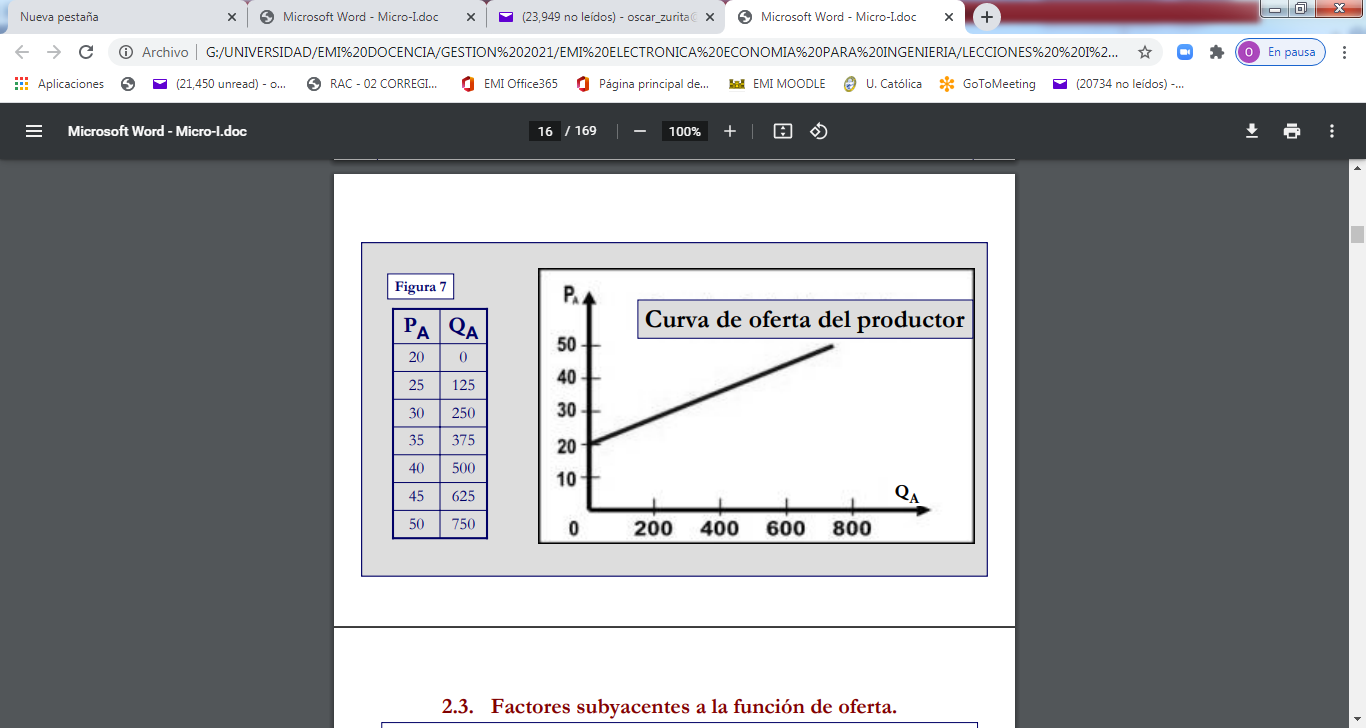 Nueva pestaña
Microsoft Word - Micro-I.doc
(23,949 no leídos) - oscar_zurita
Microsoft Word - Micro-I.doc
Archivo
G:/UNIVERSIDAD/EMI%20DOCENCIA/GESTION%202021/EMI%20ELECTRONICA%20ECONOMIA%20PARA%20INGENIERIA/LECCIONES%20%20I%2...
O En pausa
Aplicaciones
(21,450 unread) - o...
RAC - 02 CORREGI...
EMI Office365
Página principal de...
EMI MOODLE
U. Católica
GoToMeeting
(20734 no leídos) -...
Microsoft Word - Micro-I.doc
16 / 169
100%
Figura 7
PA QA
20 0
25 125
30 250
35 375
40 500
45 625
50 750
PA
Curva de oferta del productor
50
40
30
20
10
QA
0 200 400 600 800
2.3. Factores subyacentes a la función de oferta.